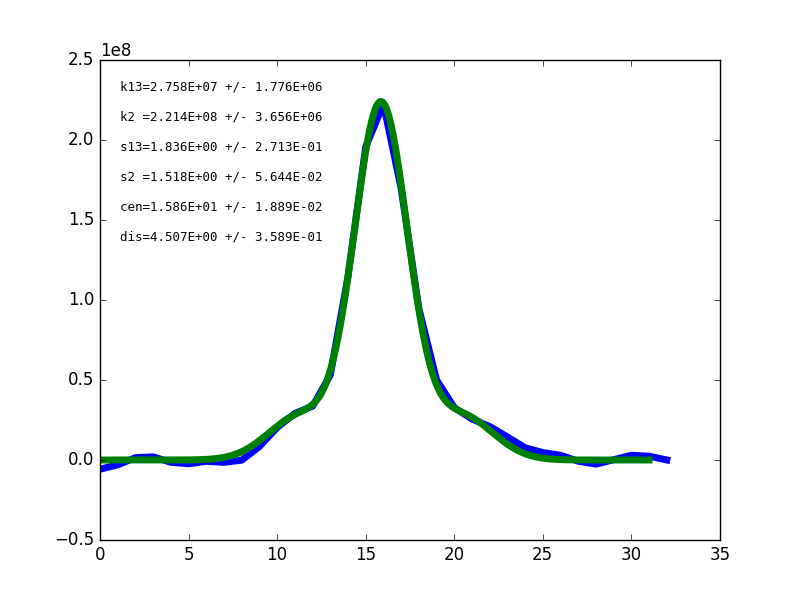 1e8
2.5
k13=2.758E+07 +/- 1.776E+06
k2 =2.214E+08 +/- 3.656E+06
2.0
s13=1.836E+00 +/- 2.713E-01
s2 =1.518E+00 +/- 5.644E-02
cen=1.586E+01 +/- 1.889E-02
1.5
dis=4.507E+00 +/- 3.589E-01
1.0
0.5
0.0
−0.5
0 5 10 15 20 25 30 35